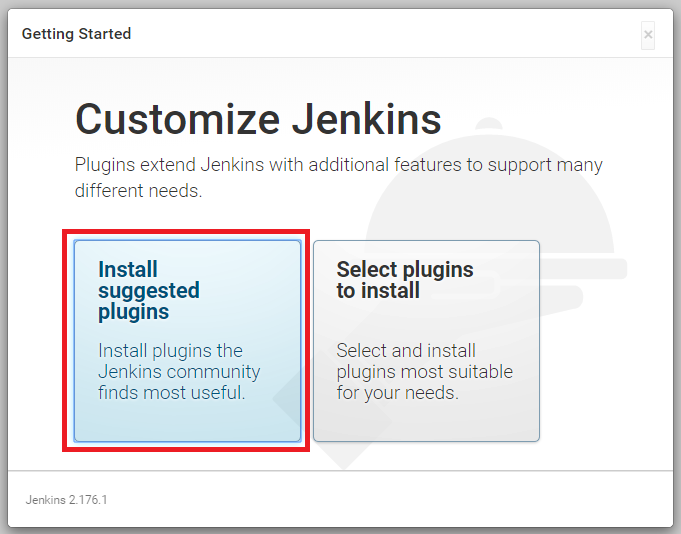 Getting Started
×
Customize Jenkins
Plugins extend Jenkins with additional features to support many
different needs.
Install
suggested
plugins
Install plugins the
Jenkins community
finds most useful.
Select plugins
to install
Select and install
plugins most suitable
for your needs.
Jenkins 2.176.1